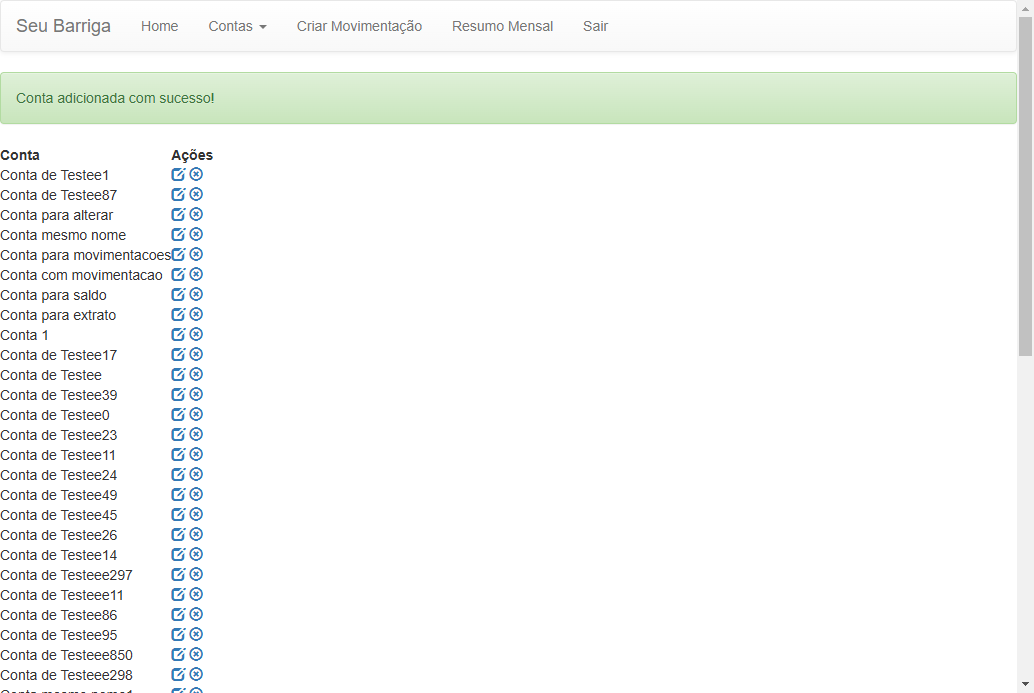 Seu Barriga Home Contas Criar Movimentação Resumo Mensal Sair
Conta adicionada com sucesso!
Conta Ações
Conta de Testee1
Conta de Testee87
Conta para alterar
Conta mesmo nome
Conta para movimentacoes
Conta com movimentacao
Conta para saldo
Conta para extrato
Conta 1
Conta de Testee17
Conta de Testee
Conta de Testee39
Conta de Testee0
Conta de Testee23
Conta de Testee11
Conta de Testee24
Conta de Testee49
Conta de Testee45
Conta de Testee26
Conta de Testee14
Conta de Testeee297
Conta de Testeee11
Conta de Testee86
Conta de Testee95
Conta de Testeee850
Conta de Testeee298
Conta mesmo nome1